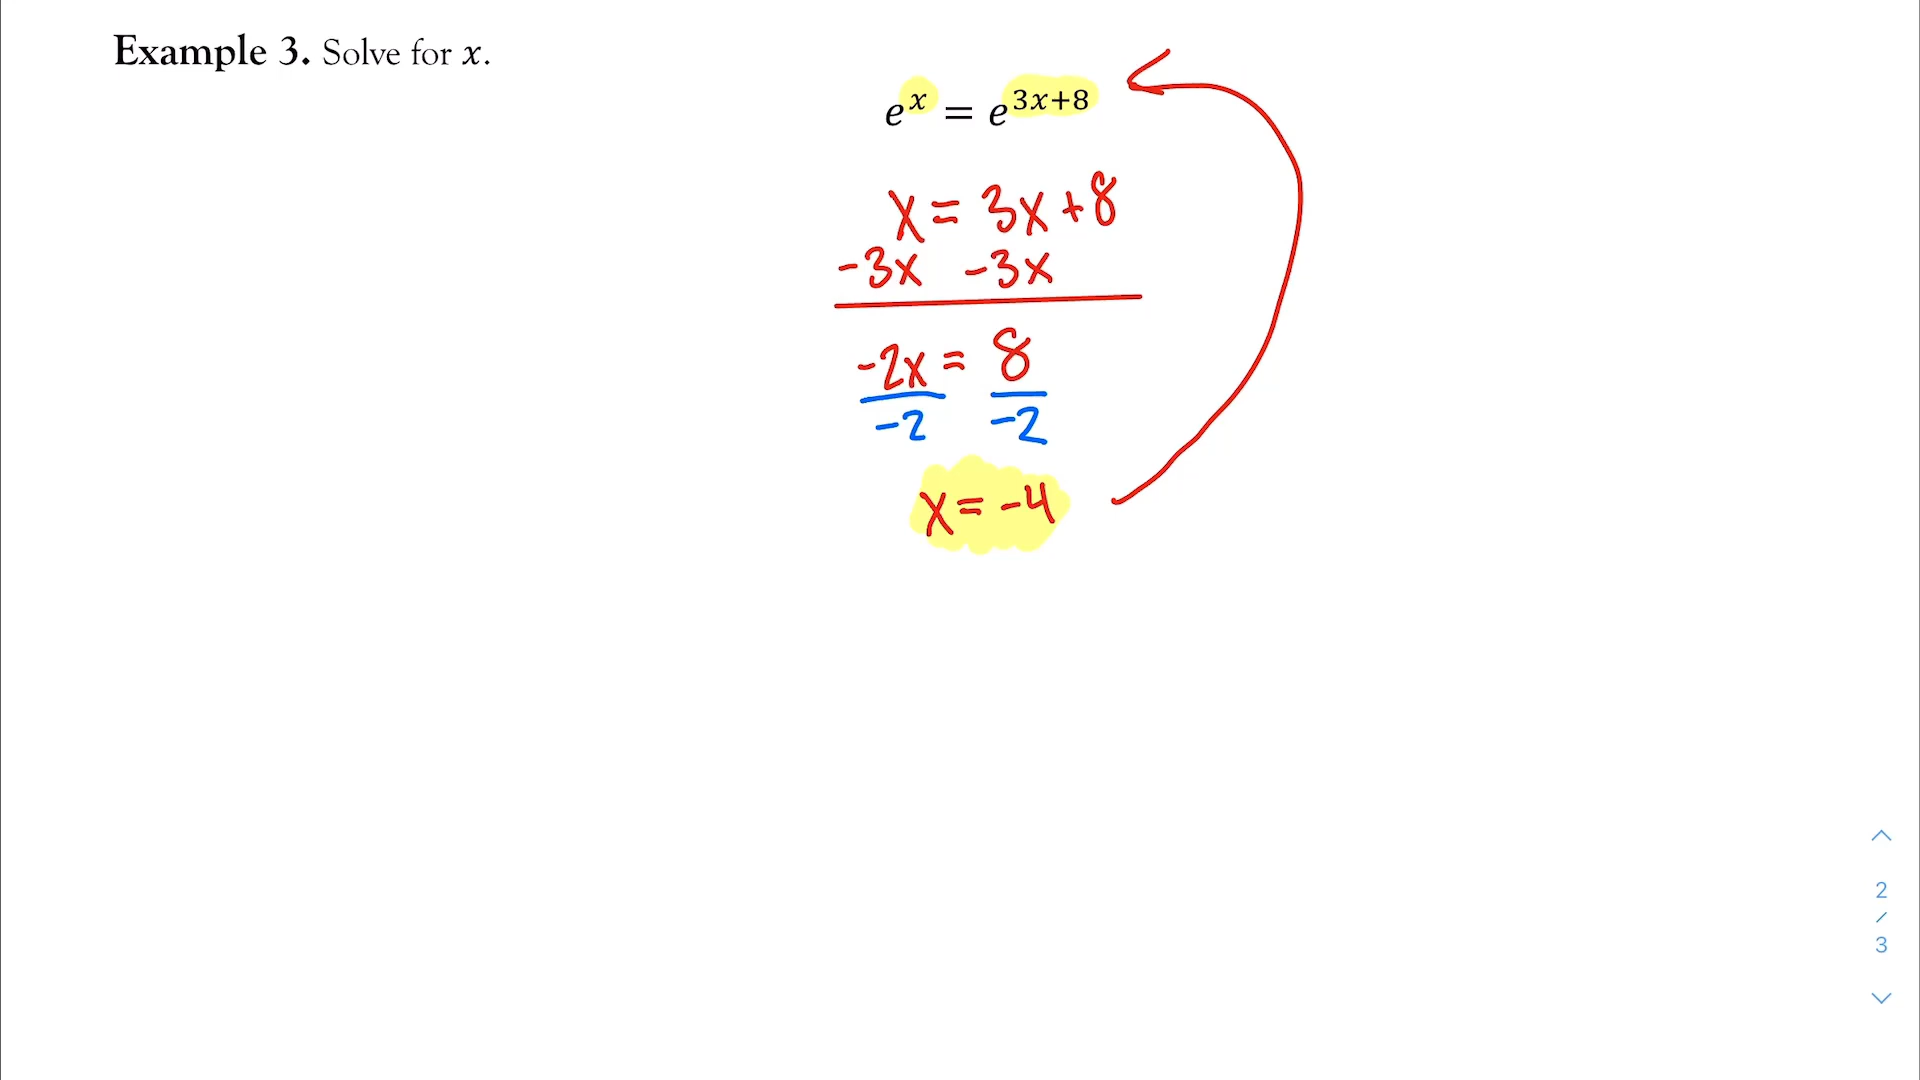 Example 3. Solve for x.
e^x = e^{3x+8}
x = 3x + 8
-3x -3x
-2x = 8
-2 -2
x = -4
2
/
3